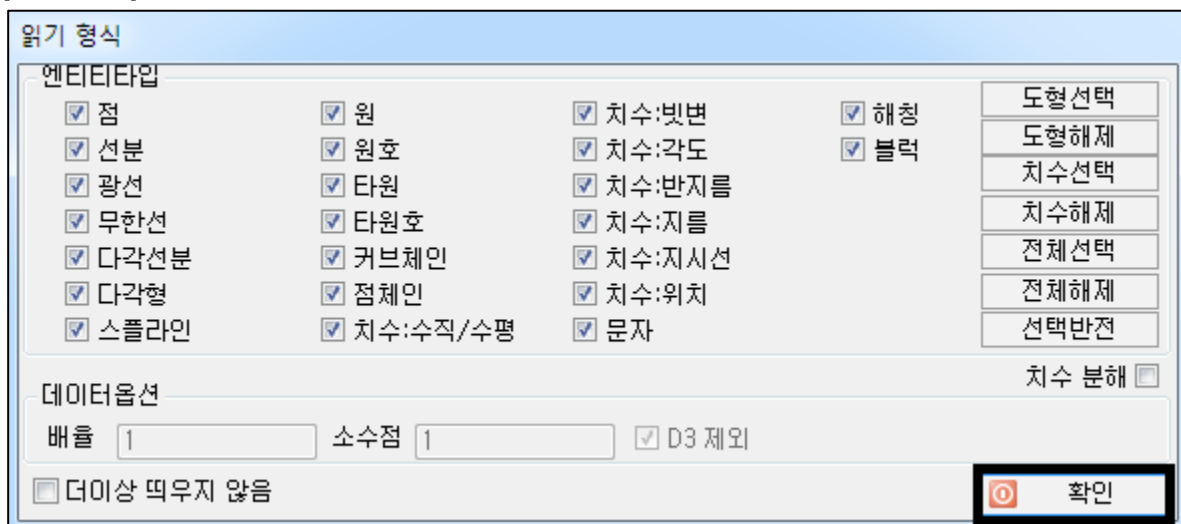 읽기 형식
엔티티타입
점 원 치수:빗변 해칭 도형선택
선분 원호 치수:각도 블럭 도형해제
광선 타원 치수:반지름 치수선택
무한선 타원호 치수:지름 치수해제
다각선분 커브체인 치수:지시선 전체선택
다각형 점체인 치수:위치 전체해제
스플라인 치수:수직/수평 문자 선택반전
치수 분해
데이터옵션
배율 1 소수점 1 D3 제외
더이상 띄우지 않음 확인